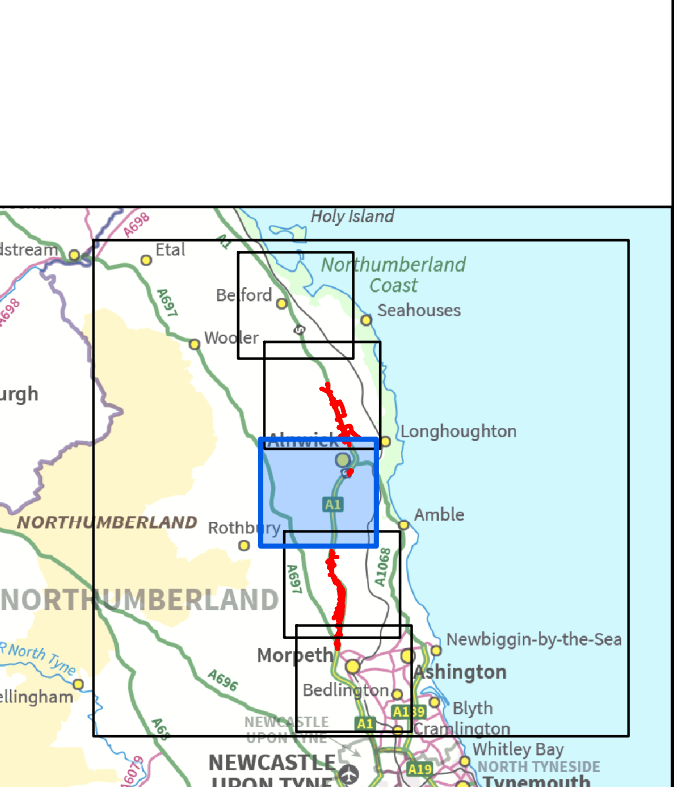 Holy Island
A698
A1
dstream
Etal
Northumberland
Coast
A697
Belford
Seahouses
A698
S
Wooler
urgh
Longhoughton
Alnwick
A1
Amble
NORTHUMBERLAND
Rothbury
A1068
A697
NORTHUMBERLAND
Newbiggin-by-the-Sea
R North Tyne
Morpeth
Ashington
A696
Bedlington
ellingham
Blyth
A189
NEWCASTLE
UPON TYNE
A1
Cramlington
A68
Whitley Bay
NEWCASTLE
UPON TYNE
NORTH TYNESIDE
A19
A6079
Tynemouth